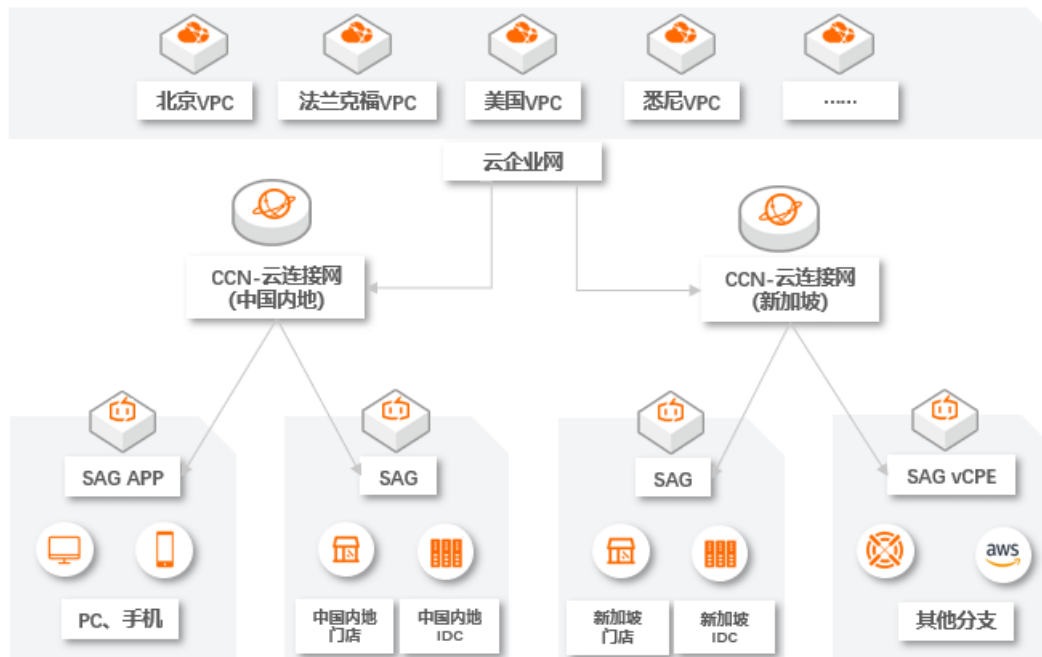 北京VPC
法兰克福VPC
美国VPC
悉尼VPC
......
云企业网
CCN-云连接网
(中国内地)
CCN-云连接网
(新加坡)
SAG APP
SAG
SAG
SAG vCPE
aws
PC、手机
中国内地
门店
中国内地
IDC
新加坡
门店
新加坡
IDC
其他分支